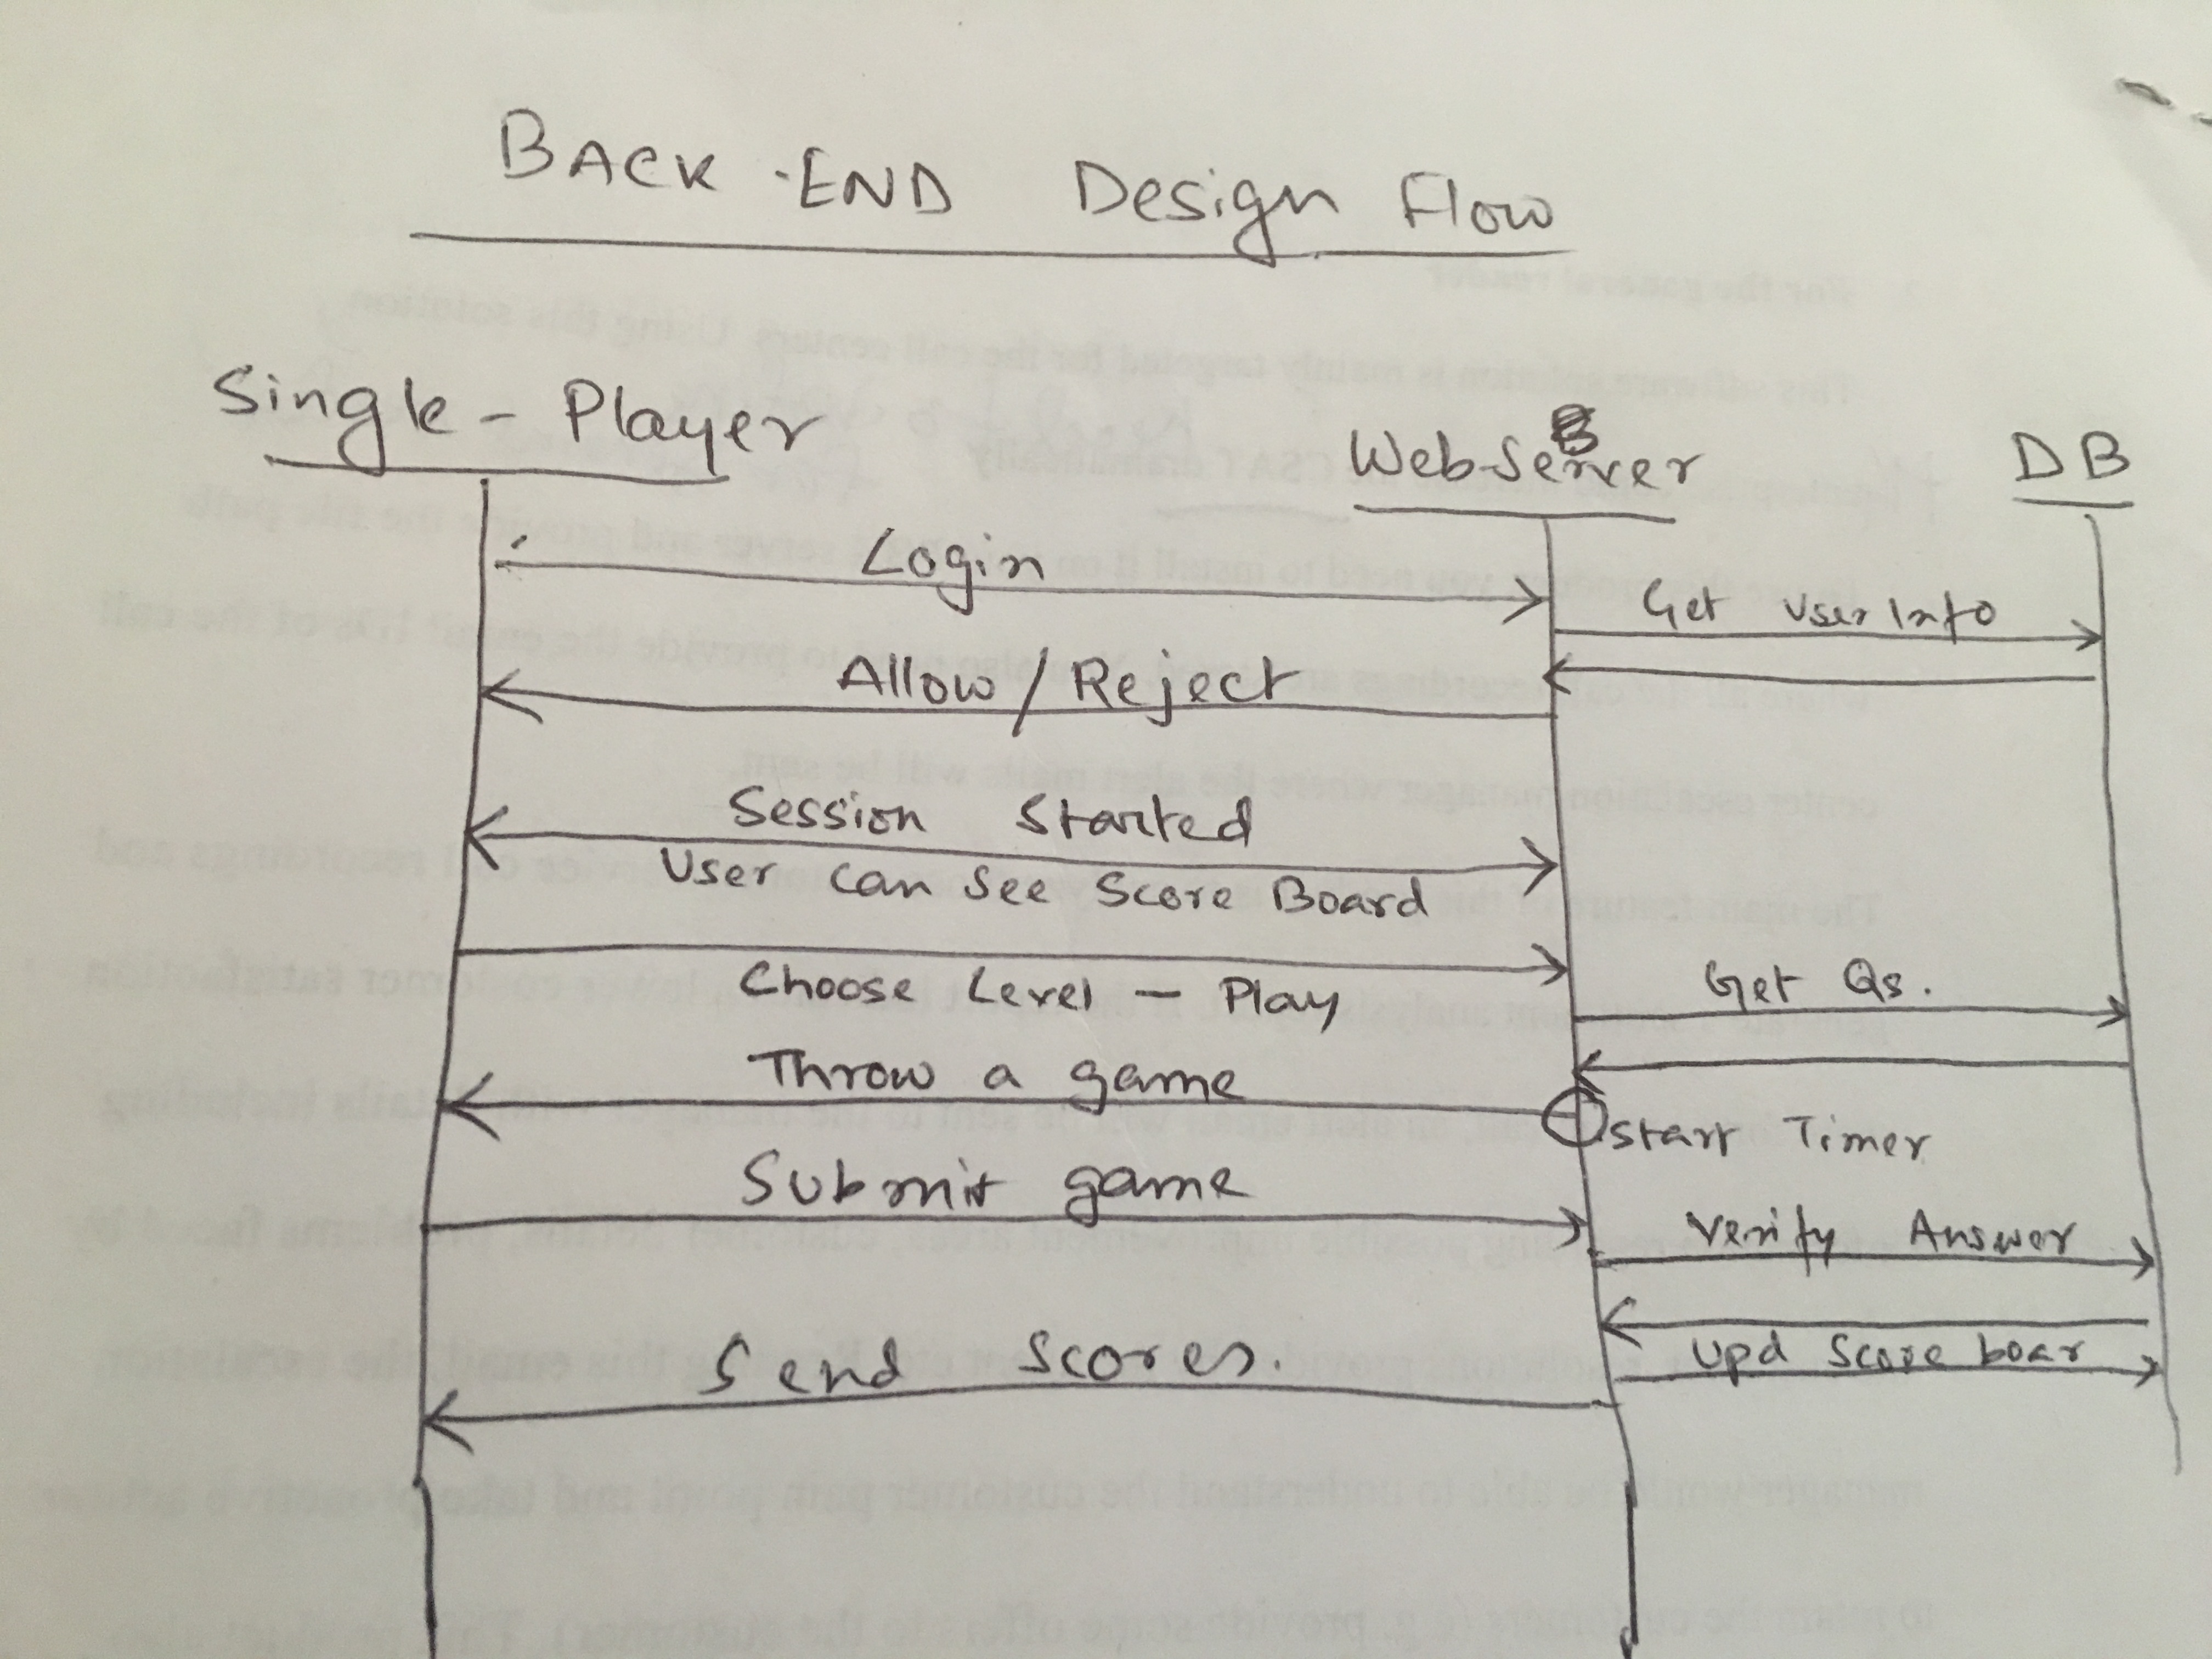 BACK-END Design Flow
Single-Player
Web-Server
DB
Login
Get User Info
Allow/Reject
Session Started
User can see Score Board
Choose Level - Play
Get Qs.
Throw a game
Start Timer
Submit game
Verify Answer
Upd Score boar
Send Scores.